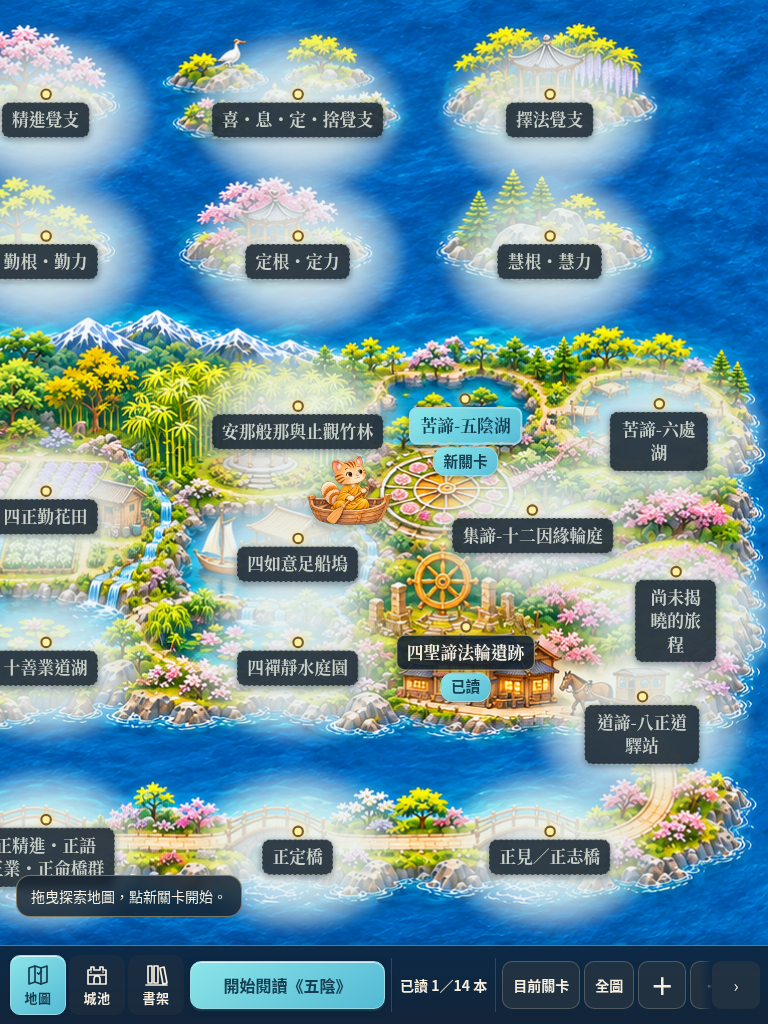 精進覺支
喜・息・定・捨覺支
擇法覺支
勤根・勤力
定根・定力
慧根・慧力
安那般那與止觀竹林
苦諦-五陰湖
新關卡
苦諦-六處
湖
四正勤花田
集諦-十二因緣輪庭
四如意足船塢
尚未揭
曉的旅
程
十善業道湖
四禪靜水庭園
四聖諦法輪遺跡
已讀
道諦-八正道
驛站
正精進・正語
正業・正命橋群
正定橋
正見／正志橋
拖曳探索地圖，點新關卡開始。
地圖
城池
書架
開始閱讀《五陰》
已讀 1／14 本
目前關卡
全圖
＋
›